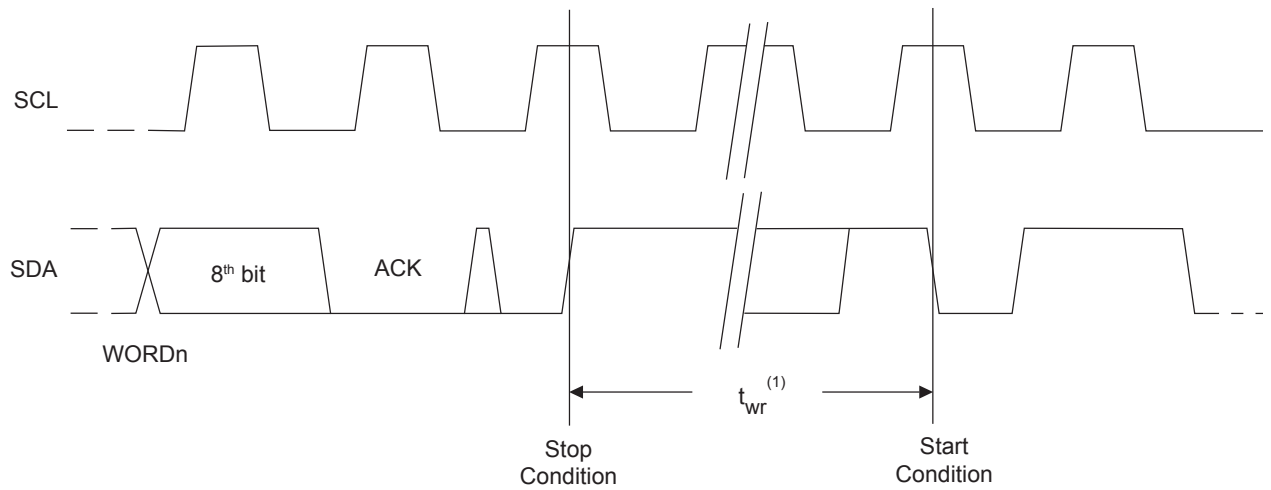 SCL
SDA
8th bit
ACK
WORDn
twr(1)
Stop
Condition
Start
Condition